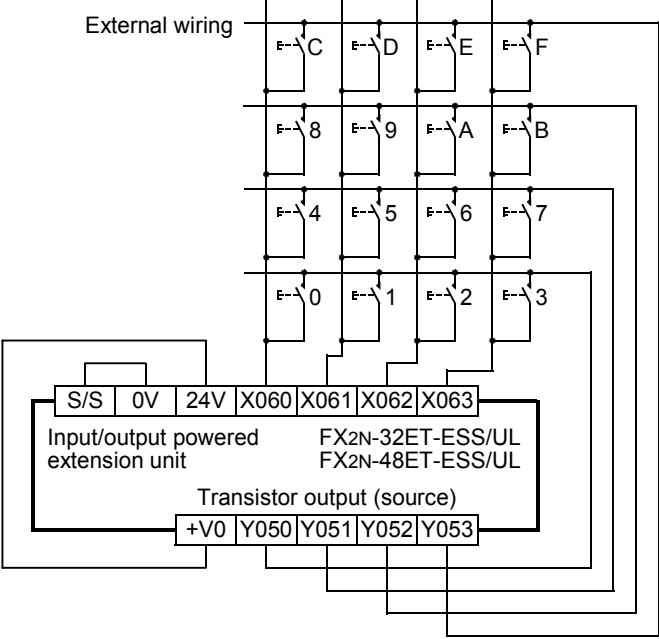 External wiring
C D E F
8 9 A B
4 5 6 7
0 1 2 3
S/S 0V 24V X060 X061 X062 X063
Input/output powered FX2N-32ET-ESS/UL
extension unit FX2N-48ET-ESS/UL
Transistor output (source)
+V0 Y050 Y051 Y052 Y053